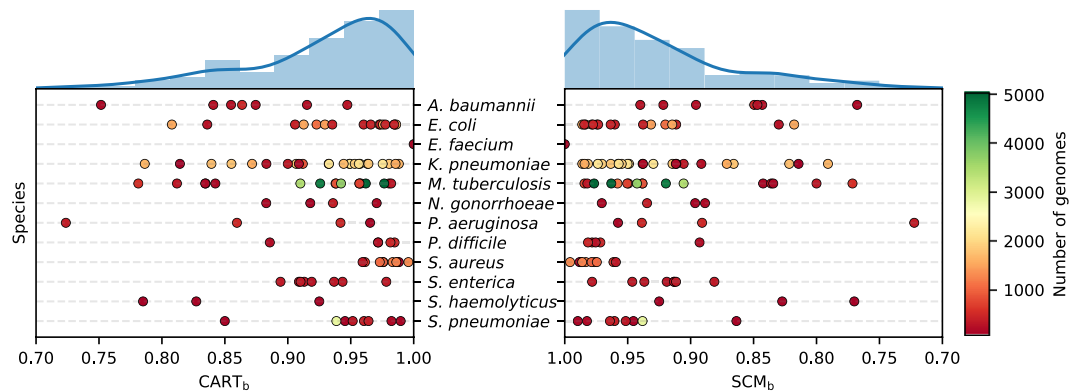 A. baumannii
E. coli
E. faecium
K. pneumoniae
M. tuberculosis
N. gonorrhoeae
P. aeruginosa
P. difficile
S. aureus
S. enterica
S. haemolyticus
S. pneumoniae
Species
0.70 0.75 0.80 0.85 0.90 0.95 1.00
CART_b
1.00 0.95 0.90 0.85 0.80 0.75 0.70
SCM_b
5000
4000
3000
2000
1000
Number of genomes